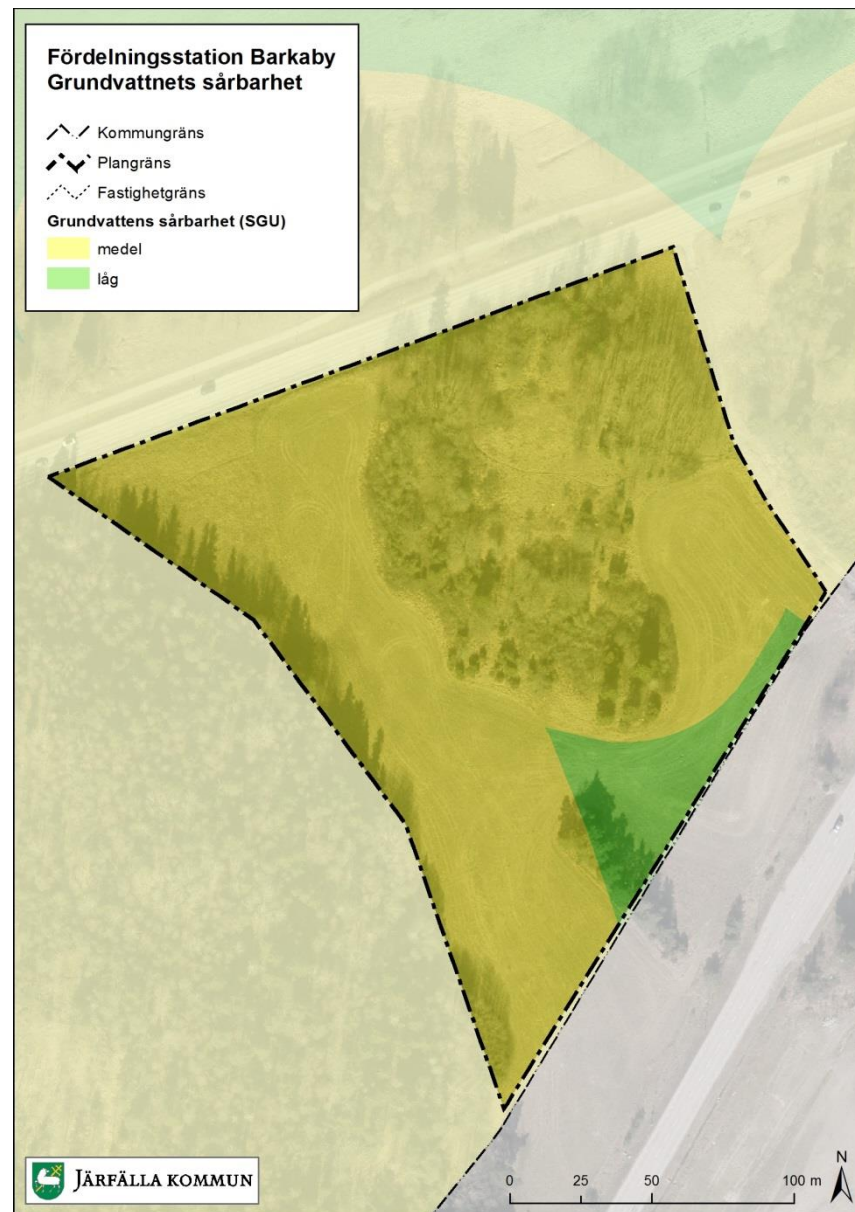 Fördelningsstation Barkaby
Grundvattnets sårbarhet
Kommungräns
Plangräns
Fastighetgräns
Grundvattens sårbarhet (SGU)
medel
låg
JÄRFÄLLA KOMMUN
N
0 25 50 100 m